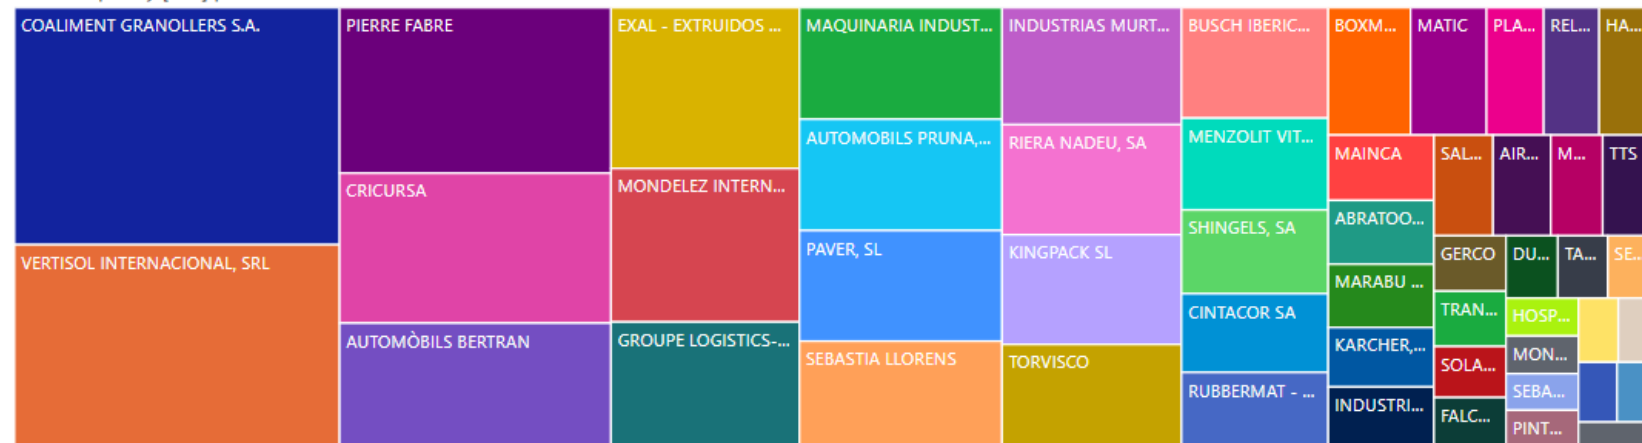 COALIMENT GRANOLLERS S.A.
VERTISOL INTERNACIONAL, SRL
PIERRE FABRE
CRICURSA
AUTOMÒBILS BERTRAN
EXAL - EXTRUIDOS ...
MONDELEZ INTERN...
GROUPE LOGISTICS-...
MAQUINARIA INDUST...
AUTOMOBILS PRUNA,...
PAVER, SL
SEBASTIA LLORENS
INDUSTRIAS MURT...
RIERA NADEU, SA
KINGPACK SL
TORVISCO
BUSCH IBERIC...
MENZOLIT VIT...
SHINGELS, SA
CINTACOR SA
RUBBERMAT - ...
BOXM...
MATIC
PLA...
REL...
HA...
MAINCA
ABRATOO...
MARABU ...
KARCHER,...
INDUSTRI...
SAL...
AIR...
M...
TTS
GERCO
DU...
TA...
SE...
TRAN...
SOLA...
FALC...
HOSP...
MON...
SEBA...
PINT...